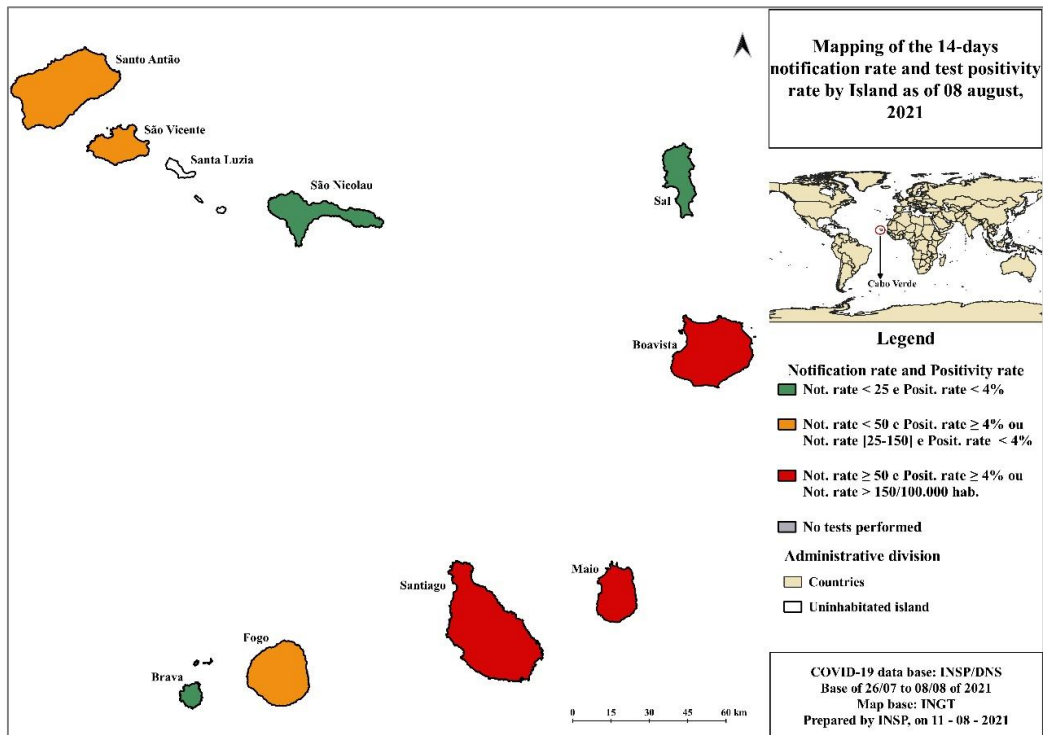 Mapping of the 14-days
notification rate and test positivity
rate by Island as of 08 august,
2021
Santo Antão
São Vicente
Santa Luzia
São Nicolau
Sal
Boavista
Maio
Santiago
Fogo
Brava
Cabo Verde
Legend
Notification rate and Positivity rate
Not. rate < 25 e Posit. rate < 4%
Not. rate < 50 e Posit. rate ≥ 4% ou
Not. rate [25-150] e Posit. rate < 4%
Not. rate ≥ 50 e Posit. rate ≥ 4% ou
Not. rate > 150/100.000 hab.
No tests performed
Administrative division
Countries
Uninhabitated island
0 15 30 45 60 km
COVID-19 data base: INSP/DNS
Base of 26/07 to 08/08 of 2021
Map base: INGT
Prepared by INSP, on 11 - 08 - 2021